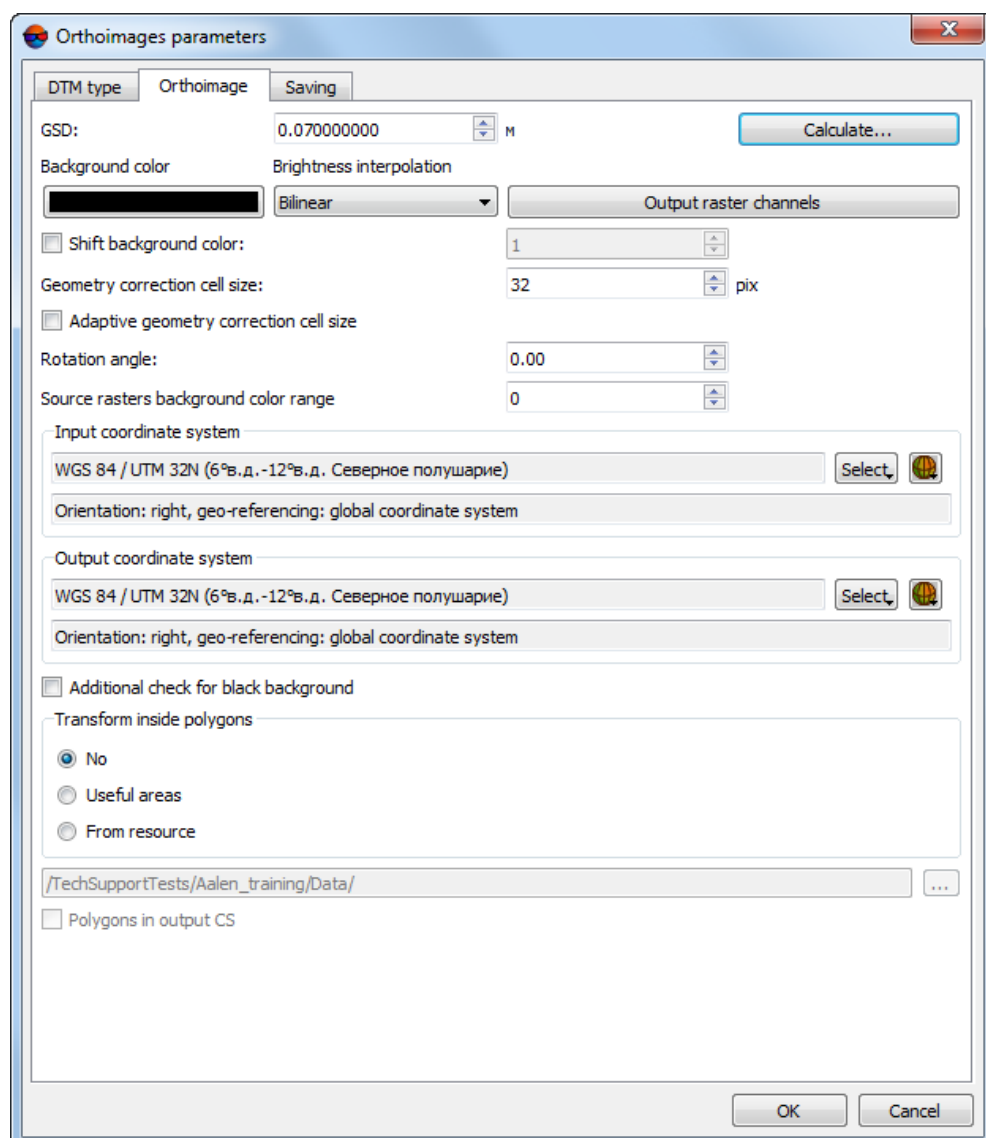 Orthoimages parameters
DTM type Orthoimage Saving
GSD: 0.070000000 м Calculate...
Background color Brightness interpolation
Bilinear Output raster channels
Shift background color: 1
Geometry correction cell size: 32 pix
Adaptive geometry correction cell size
Rotation angle: 0.00
Source rasters background color range 0
Input coordinate system
WGS 84 / UTM 32N (6°в.д.-12°в.д. Северное полушарие) Select
Orientation: right, geo-referencing: global coordinate system
Output coordinate system
WGS 84 / UTM 32N (6°в.д.-12°в.д. Северное полушарие) Select
Orientation: right, geo-referencing: global coordinate system
Additional check for black background
Transform inside polygons
No
Useful areas
From resource
/TechSupportTests/Aalen_training/Data/ ...
Polygons in output CS
OK Cancel